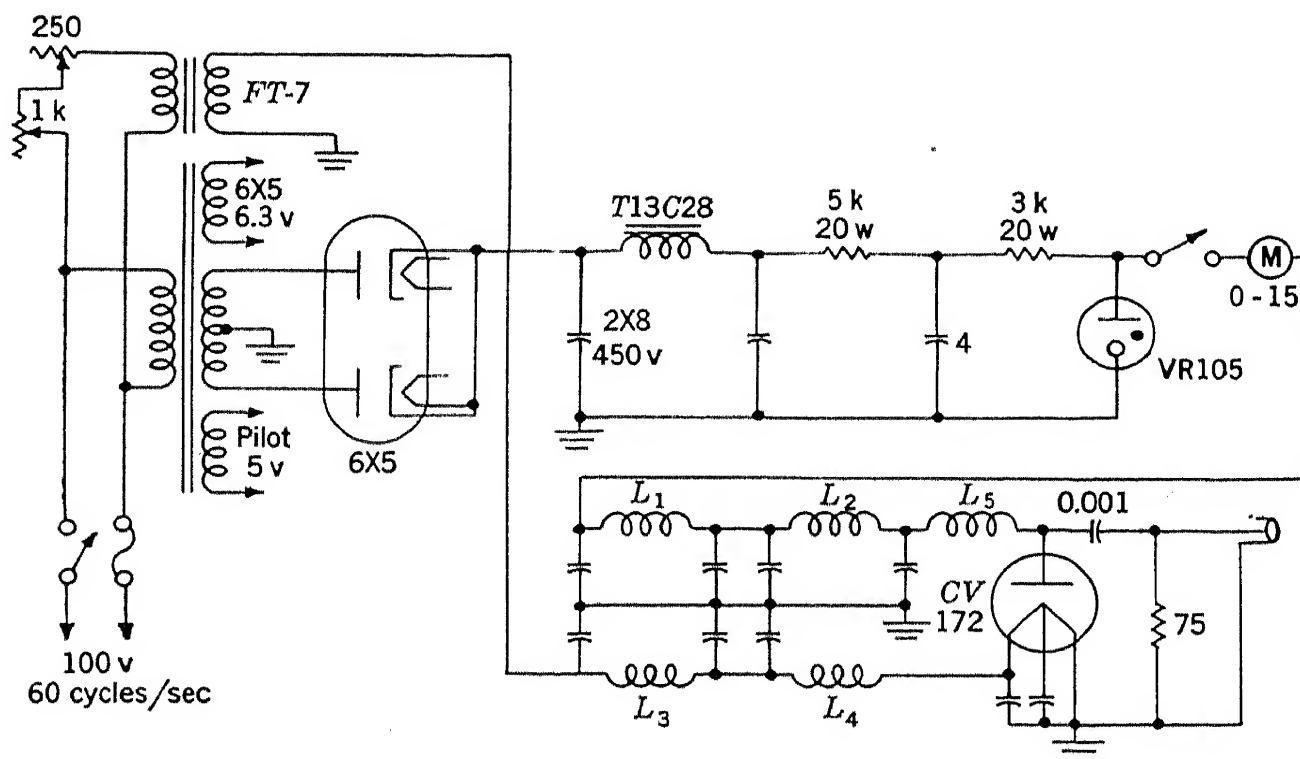 250
1 k
FT-7
6X5
6.3 v
Pilot
5 v
6X5
100 v
60 cycles/sec
T13C28
2X8
450 v
5 k
20 w
4
3 k
20 w
VR105
M
0-15
L1
L2
L5
0.001
CV
172
75
L3
L4